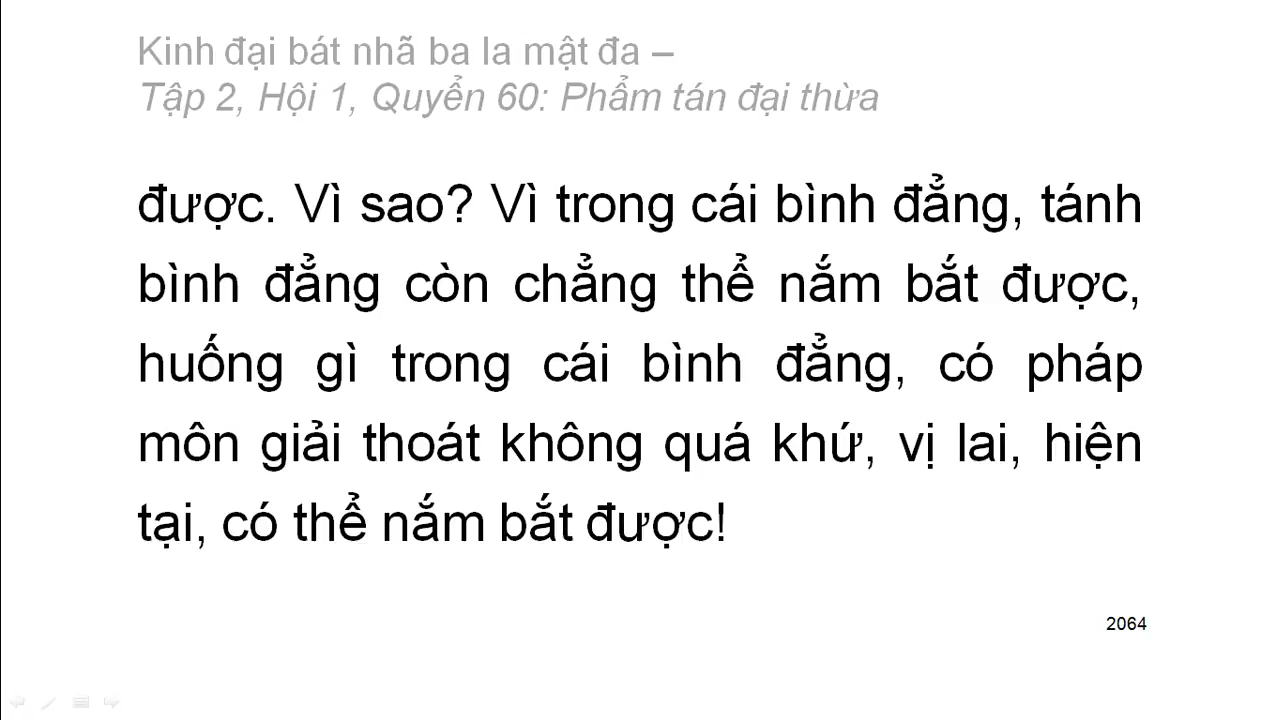 Kinh đại bát nhã ba la mật đa –
Tập 2, Hội 1, Quyển 60: Phẩm tán đại thừa
được. Vì sao? Vì trong cái bình đẳng, tánh
bình đẳng còn chẳng thể nắm bắt được,
huống gì trong cái bình đẳng, có pháp
môn giải thoát không quá khứ, vị lai, hiện
tại, có thể nắm bắt được!
2064